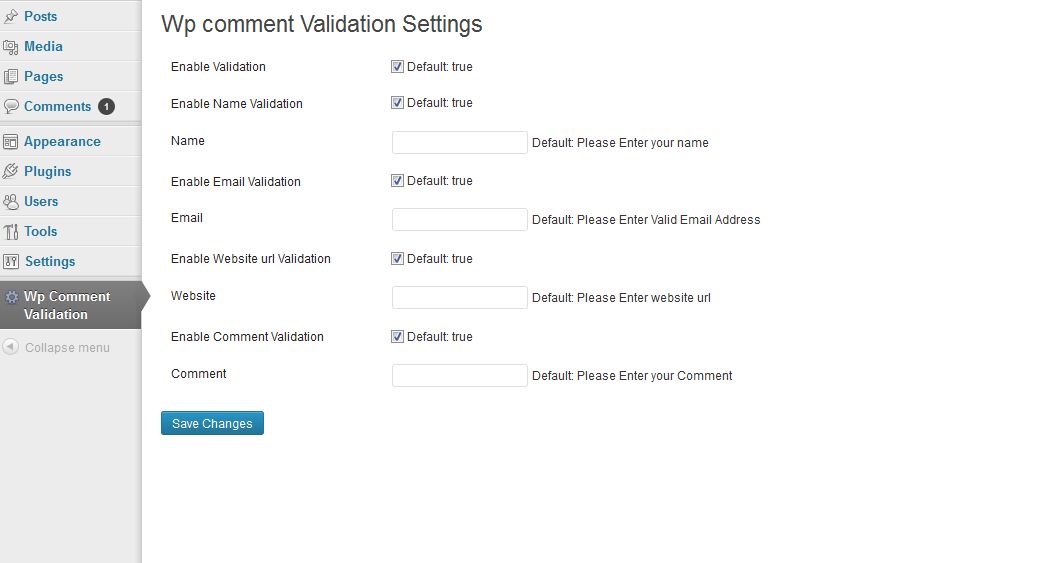 Posts
Media
Pages
Comments 1
Appearance
Plugins
Users
Tools
Settings
Wp Comment
Validation
Collapse menu
Wp comment Validation Settings
Enable Validation Default: true
Enable Name Validation Default: true
Name Default: Please Enter your name
Enable Email Validation Default: true
Email Default: Please Enter Valid Email Address
Enable Website url Validation Default: true
Website Default: Please Enter website url
Enable Comment Validation Default: true
Comment Default: Please Enter your Comment
Save Changes